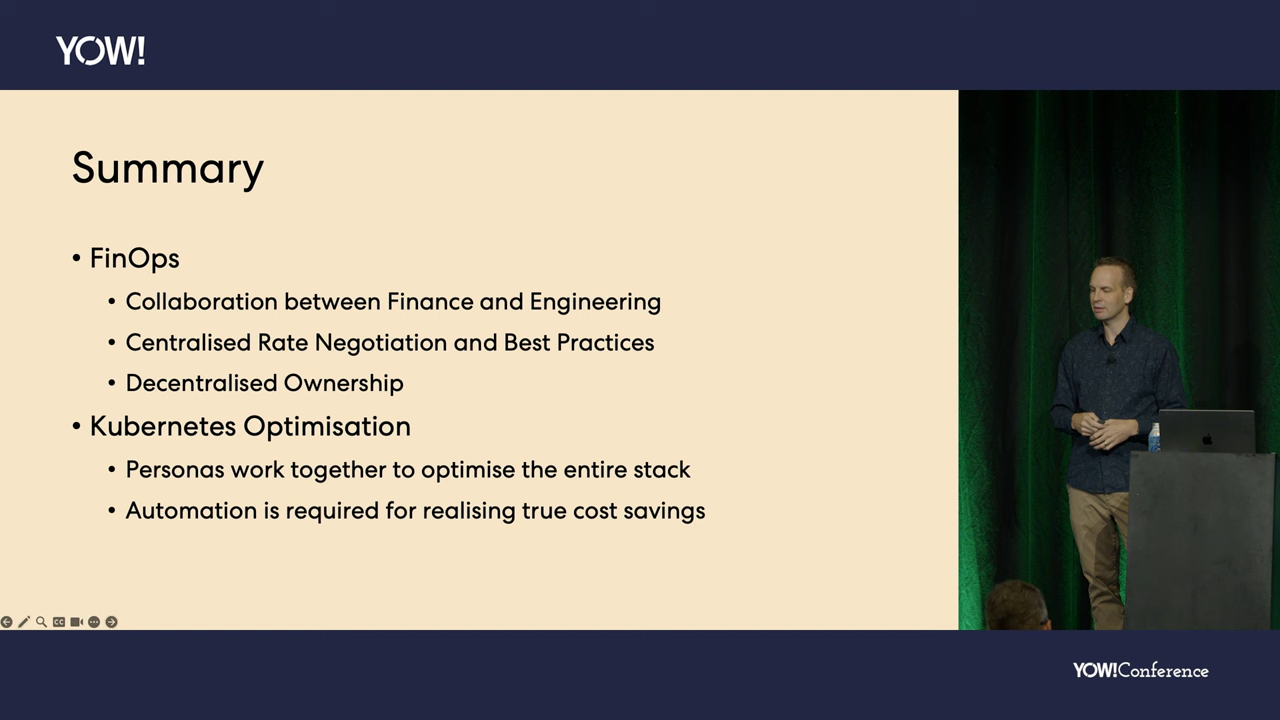 YOW!
Summary
• FinOps
• Collaboration between Finance and Engineering
• Centralised Rate Negotiation and Best Practices
• Decentralised Ownership
• Kubernetes Optimisation
• Personas work together to optimise the entire stack
• Automation is required for realising true cost savings
CC
YOW!Conference